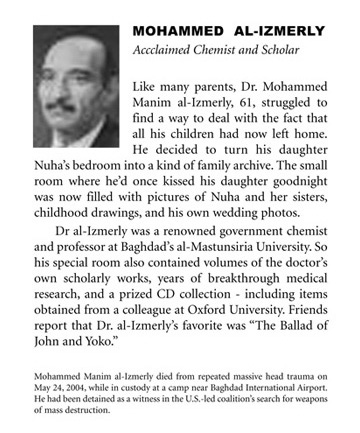 MOHAMMED AL-IZMERLY
Accclaimed Chemist and Scholar
Like many parents, Dr. Mohammed
Manim al-Izmerly, 61, struggled to
find a way to deal with the fact that
all his children had now left home.
He decided to turn his daughter
Nuha's bedroom into a kind of family archive. The small
room where he'd once kissed his daughter goodnight
was now filled with pictures of Nuha and her sisters,
childhood drawings, and his own wedding photos.
Dr al-Izmerly was a renowned government chemist
and professor at Baghdad's al-Mastunsiria University. So
his special room also contained volumes of the doctor's
own scholarly works, years of breakthrough medical
research, and a prized CD collection - including items
obtained from a colleague at Oxford University. Friends
report that Dr. al-Izmerly's favorite was “The Ballad of
John and Yoko.”
Mohammed Manim al-Izmerly died from repeated massive head trauma on
May 24, 2004, while in custody at a camp near Baghdad International Airport.
He had been detained as a witness in the U.S.-led coalition's search for weapons
of mass destruction.